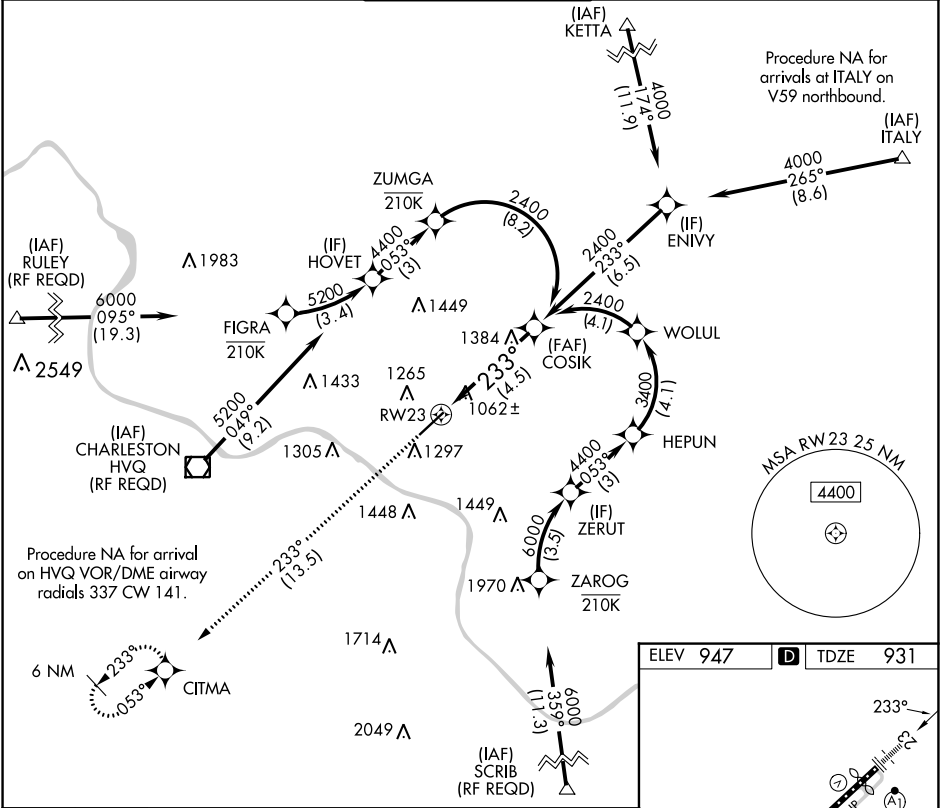 (IAF)
KETTA
4000
174°
(11.9)
Procedure NA for
arrivals at ITALY on
V59 northbound.
(IAF)
ITALY
4000
265°
(8.6)
ZUMGA
210K
2400
(8.2)
(IF)
ENIVY
2400
233°
(6.5)
(IAF)
RULEY
(RF REQD)
6000
095°
(19.3)
1983
(IF)
HOVET
4400
053°
(3)
5200
(3.4)
FIGRA
210K
1449
2400
(4.1)
WOLUL
1384
(FAF)
COSIK
2549
1433
1265
233°
(4.5)
RW23
1062±
3400
(4.1)
5200
049°
(9.2)
(IAF)
CHARLESTON
HVQ
(RF REQD)
1305
1297
HEPUN
4400
053°
(3)
MSA RW 23 25 NM
4400
1448
1449
(IF)
ZERUT
6000
(3.5)
Procedure NA for arrival
on HVQ VOR/DME airway
radials 337 CW 141.
233°
(13.5)
1970
ZAROG
210K
1714
6 NM
233°
053°
CITMA
6000
359°
(11.3)
2049
(IAF)
SCRIB
(RF REQD)
ELEV 947 D TDZE 931
233°
23
V
A1
P